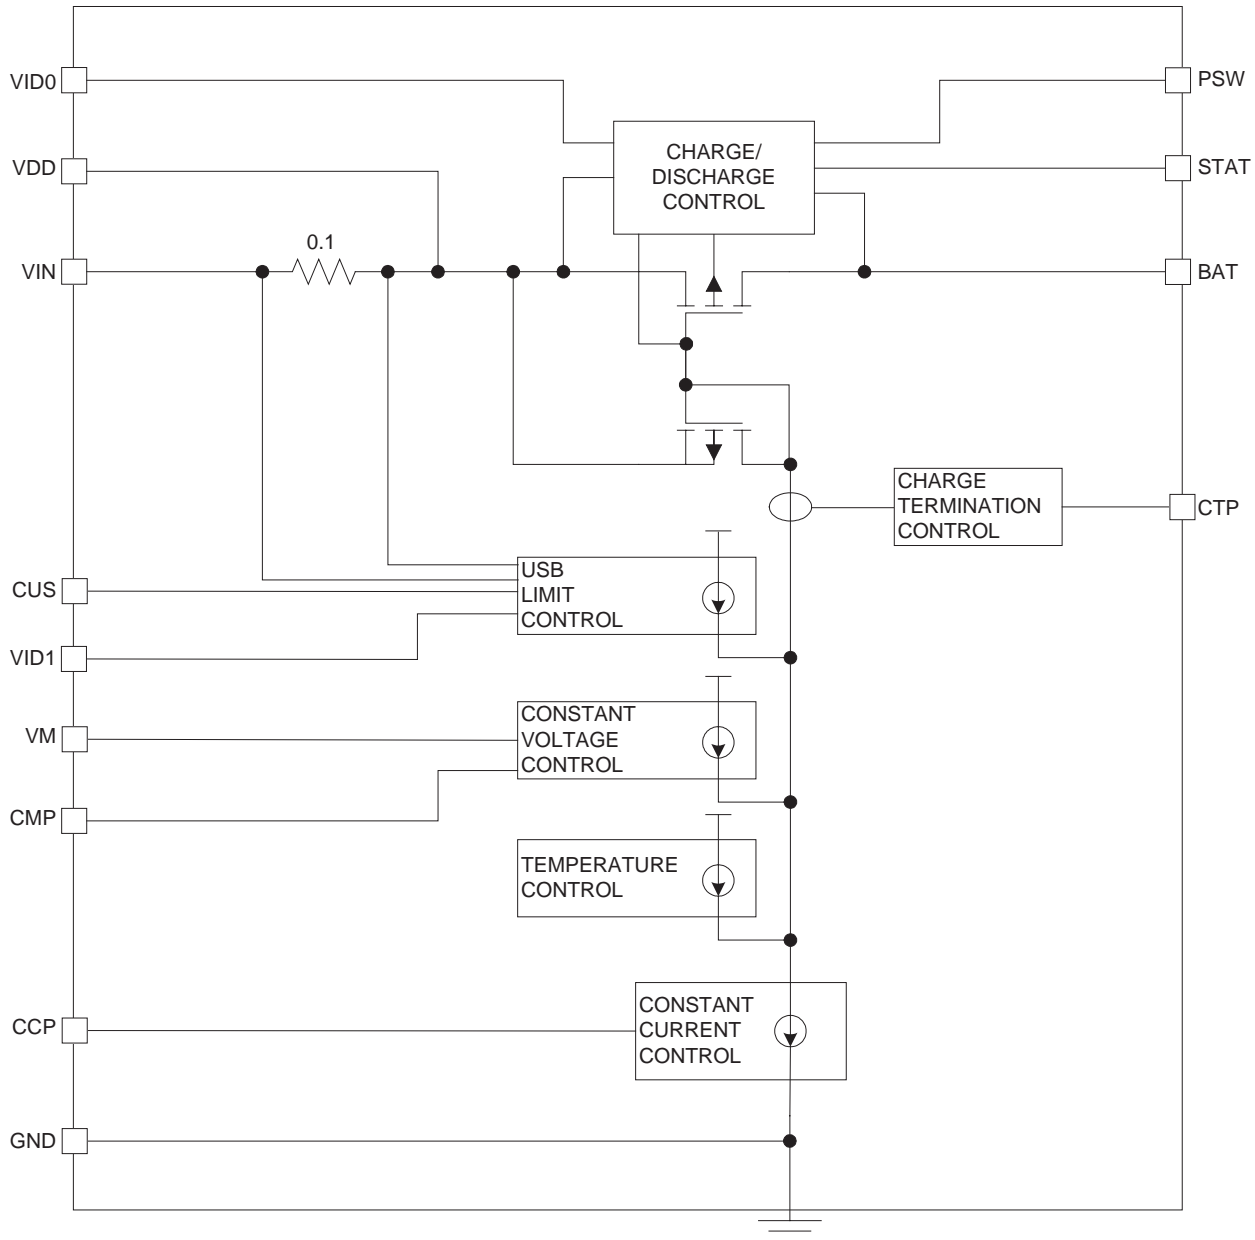 VID0
PSW
CHARGE/
DISCHARGE
CONTROL
VDD
STAT
0.1
VIN
BAT
CHARGE
TERMINATION
CONTROL
CTP
USB
LIMIT
CONTROL
CUS
VID1
CONSTANT
VOLTAGE
CONTROL
VM
CMP
TEMPERATURE
CONTROL
CONSTANT
CURRENT
CONTROL
CCP
GND